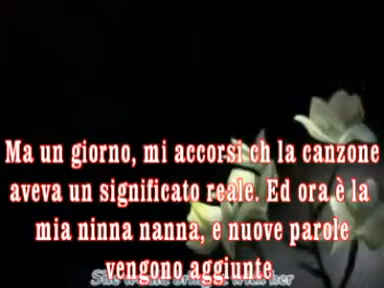 Ma un giorno, mi accorsi ch la canzone
aveva un significato reale. Ed ora è la
mia ninna nanna, e nuove parole
vengono aggiunte
her